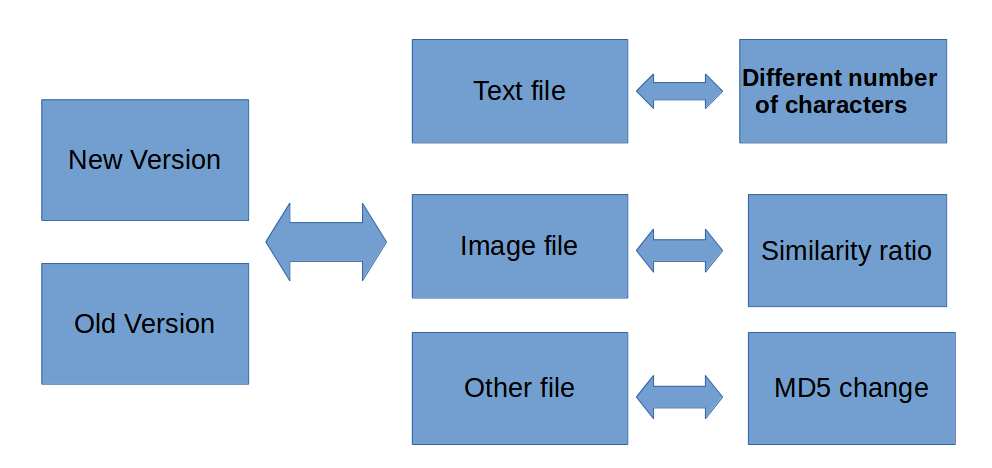 New Version
Old Version
Text file
Different number
of characters
Image file
Similarity ratio
Other file
MD5 change